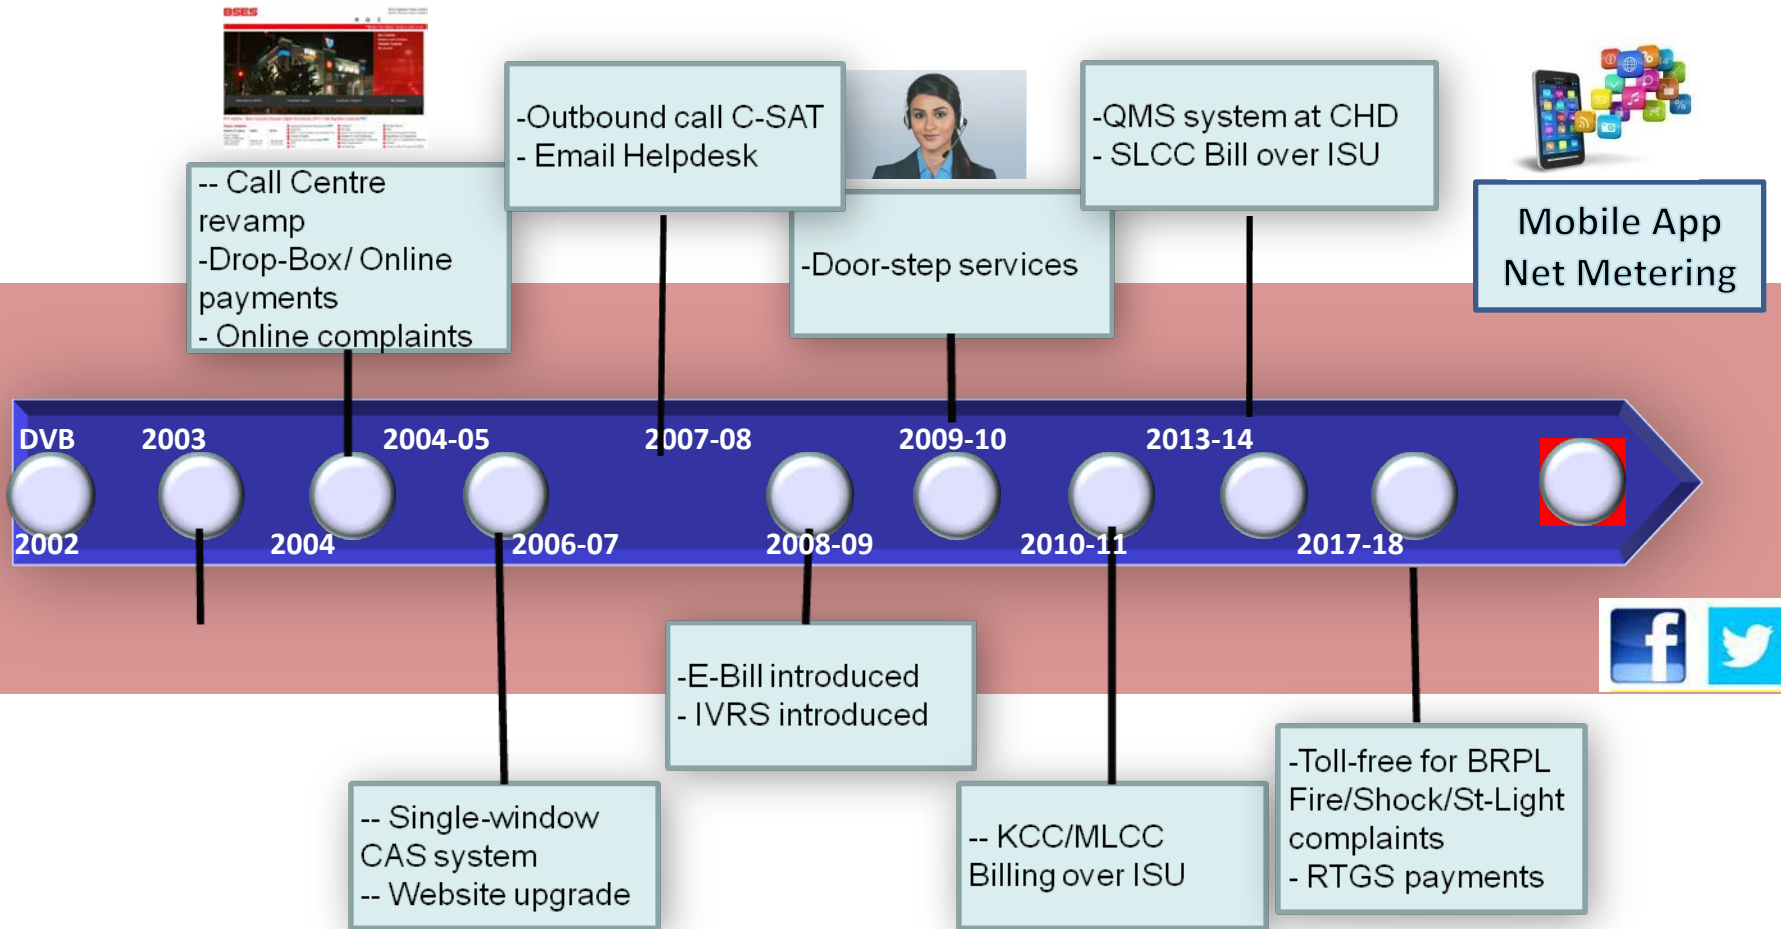 BSES
-- Call Centre
revamp
-Drop-Box/ Online
payments
- Online complaints
-Outbound call C-SAT
- Email Helpdesk
-Door-step services
-QMS system at CHD
- SLCC Bill over ISU
Mobile App
Net Metering
DVB
2003
2004-05
2007-08
2009-10
2013-14
2002
2004
2006-07
2008-09
2010-11
2017-18
-E-Bill introduced
- IVRS introduced
-- Single-window
CAS system
-- Website upgrade
-- KCC/MLCC
Billing over ISU
-Toll-free for BRPL
Fire/Shock/St-Light
complaints
- RTGS payments